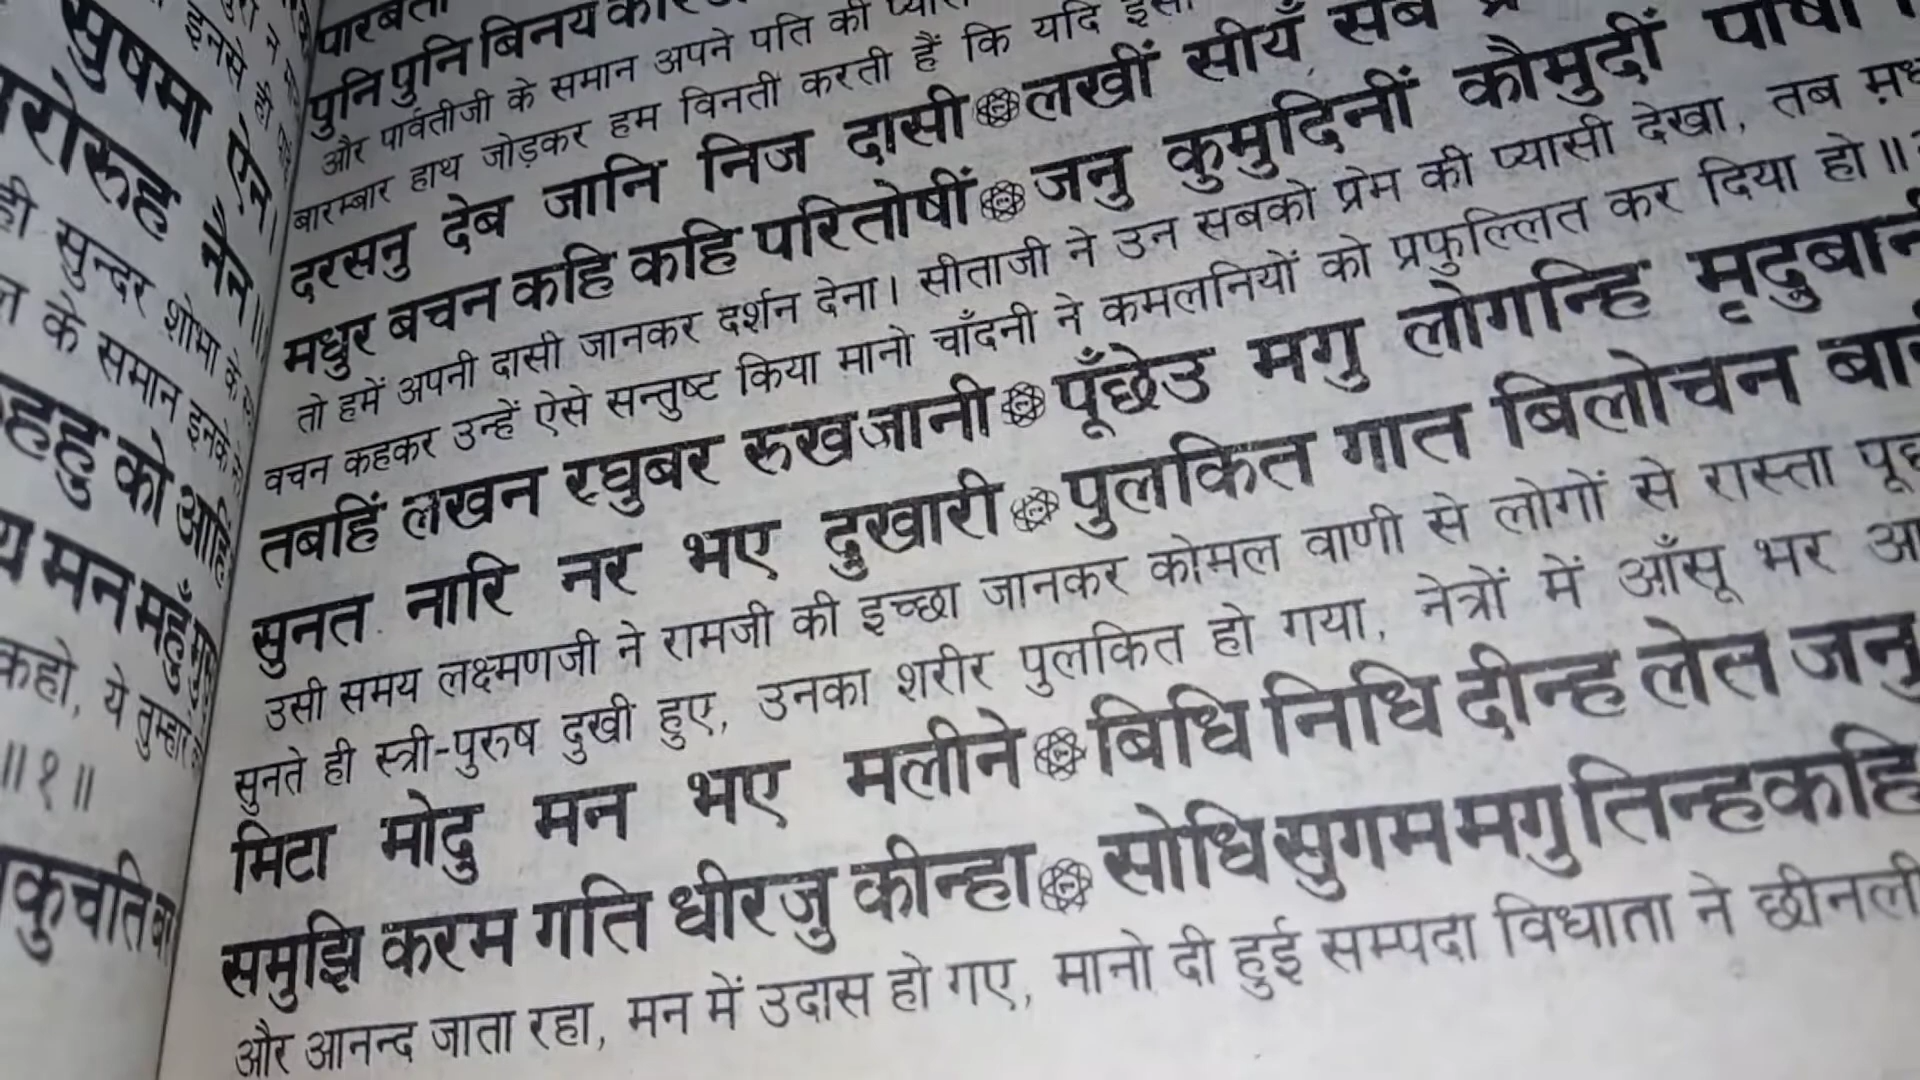 सुषमा ऐन।
सरोरुह नैन॥
ही सुन्दर शोभा के
के समान इनके
कहहु को आहिं
मन महुँ
कहो, ये तुम्हारे
॥१॥
पारबती
पुनि पुनि बिनय
और पार्वतीजी के समान अपने पति की
बारम्बार हाथ जोड़कर हम विनती करती हैं कि यदि
दरसनु देब जानि निज दासी लखीं सीयँ सब
मधुर बचन कहि कहि परितोषीं जनु कुमुदिनीं कौमुदीं पोषीं
तो हमें अपनी दासी जानकर दर्शन देना। सीताजी ने उन सबको प्रेम की प्यासी देखा, तब
वचन कहकर उन्हें ऐसे सन्तुष्ट किया मानो चाँदनी ने कमलनियों को प्रफुल्लित कर दिया हो॥
तबहिं लखन रघुबर रुख जानी पूँछेउ मगु लोगन्हि मृदु
सुनत नारि नर भए दुखारी पुलकित गात बिलोचन
उसी समय लक्ष्मणजी ने रामजी की इच्छा जानकर कोमल वाणी से लोगों से रास्ता
सुनते ही स्त्री-पुरुष दुखी हुए, उनका शरीर पुलकित हो गया, नेत्रों में आँसू भर
मिटा मोदु मन भए मलीने बिधि निधि दीन्ह लेत जनु
समुझि करम गति धीरजु कीन्हा सोधि सुगम मगु तिन्ह कहि
और आनन्द जाता रहा, मन में उदास हो गए, मानो दी हुई सम्पदा विधाता ने छीन ली